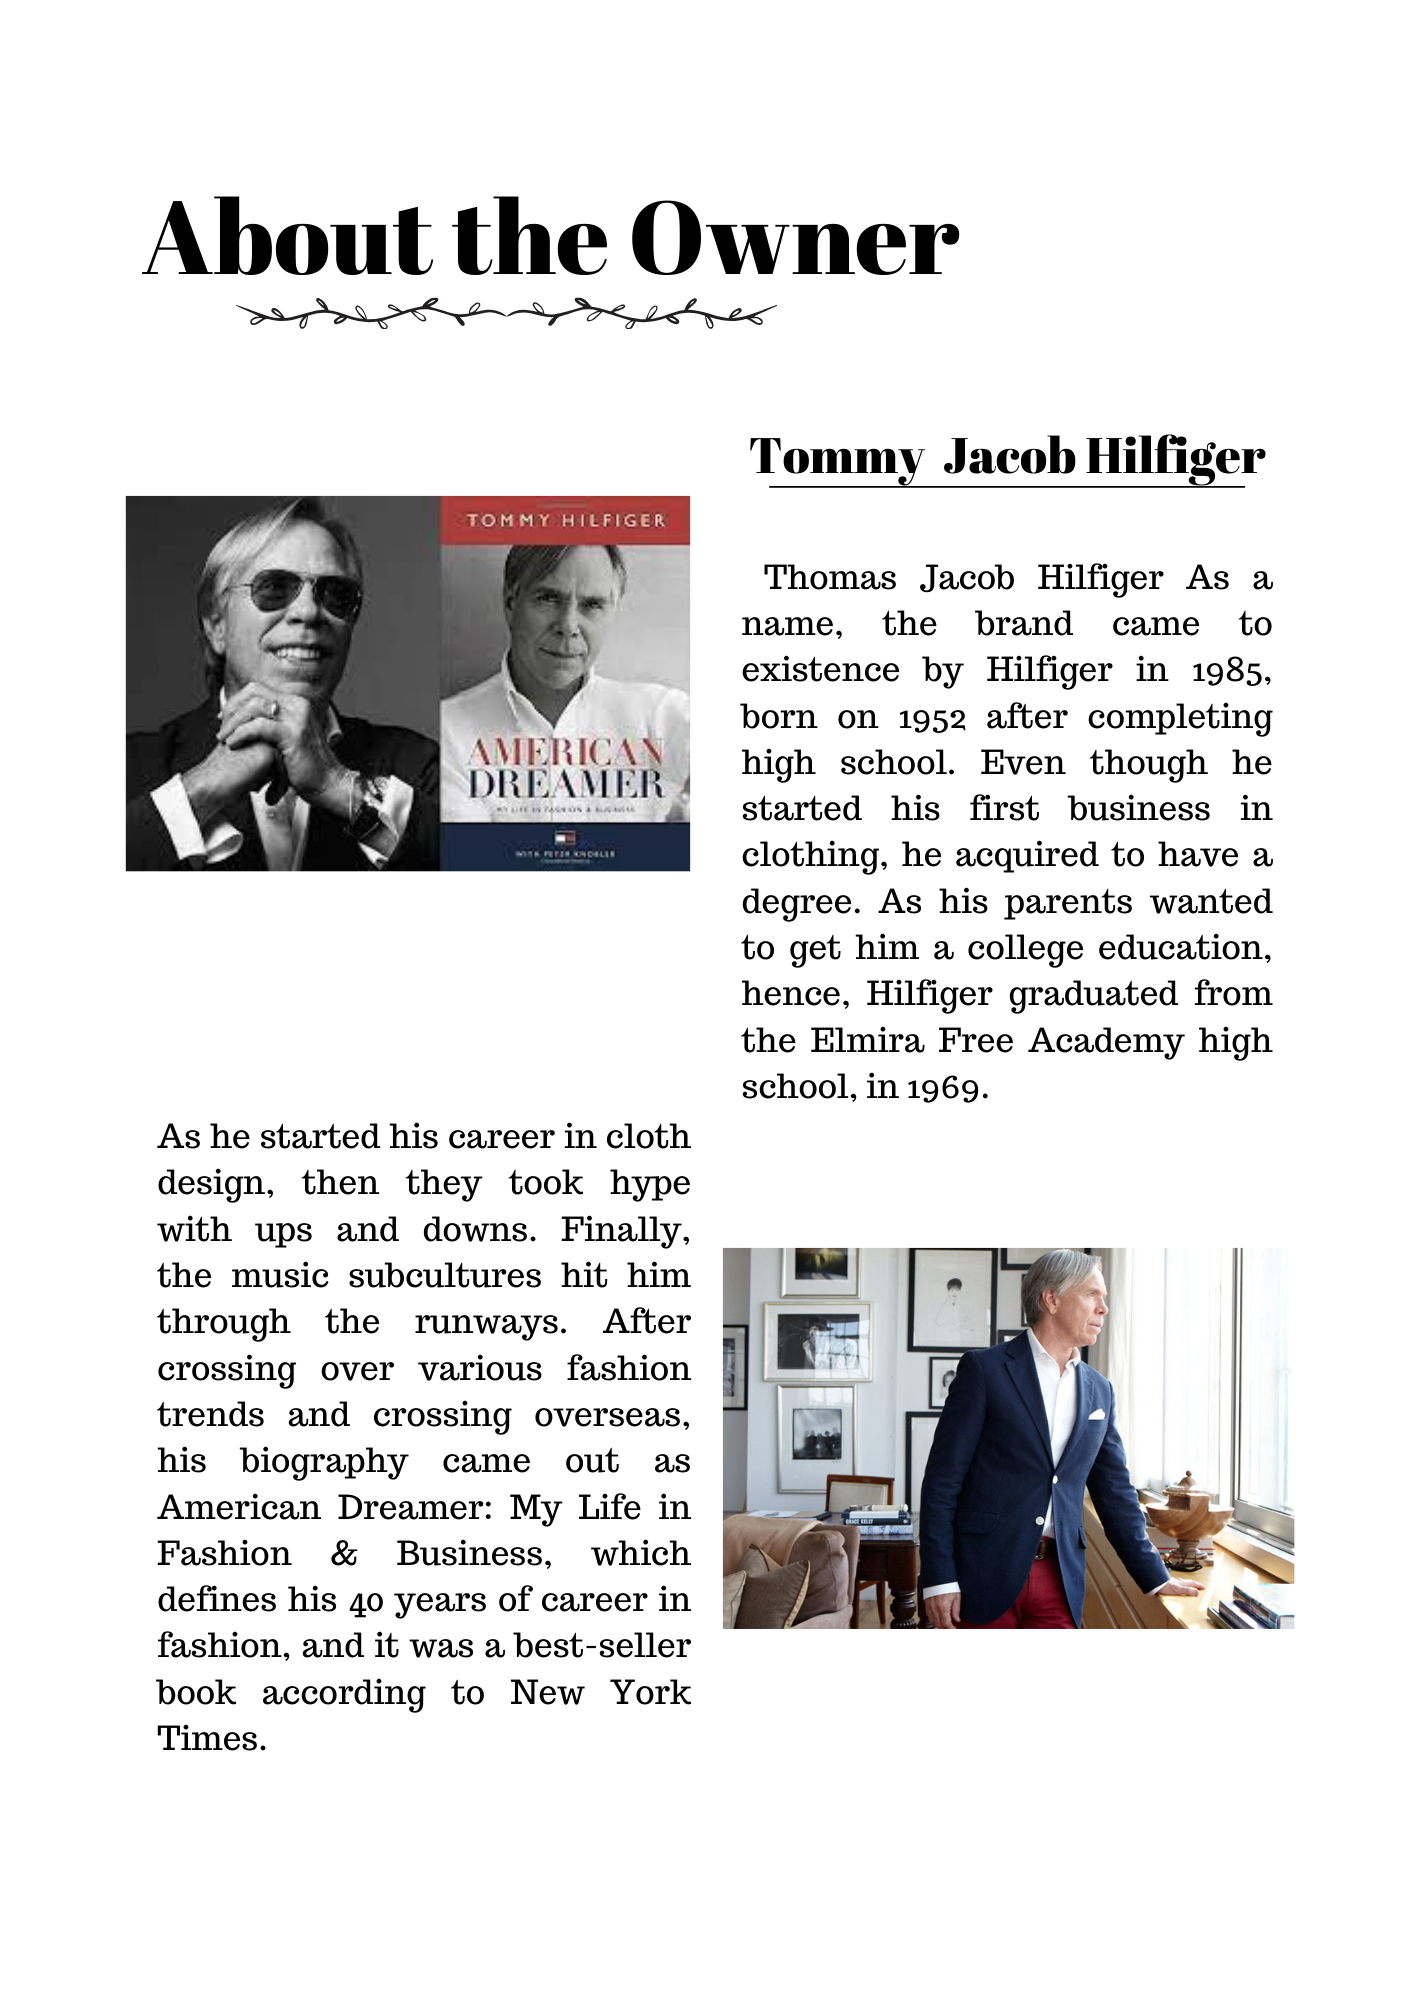 About the Owner
Tommy Jacob Hilfiger
TOMMY HILFIGER
AMERICAN
DREAMER
MY LIFE IN FASHION & BUSINESS
WITH PETER KNOBLER
Thomas Jacob Hilfiger As a
name, the brand came to
existence by Hilfiger in 1985,
born on 1952 after completing
high school. Even though he
started his first business in
clothing, he acquired to have a
degree. As his parents wanted
to get him a college education,
hence, Hilfiger graduated from
the Elmira Free Academy high
school, in 1969.
As he started his career in cloth
design, then they took hype
with ups and downs. Finally,
the music subcultures hit him
through the runways. After
crossing over various fashion
trends and crossing overseas,
his biography came out as
American Dreamer: My Life in
Fashion & Business, which
defines his 40 years of career in
fashion, and it was a best-seller
book according to New York
Times.
GRACE KELLY